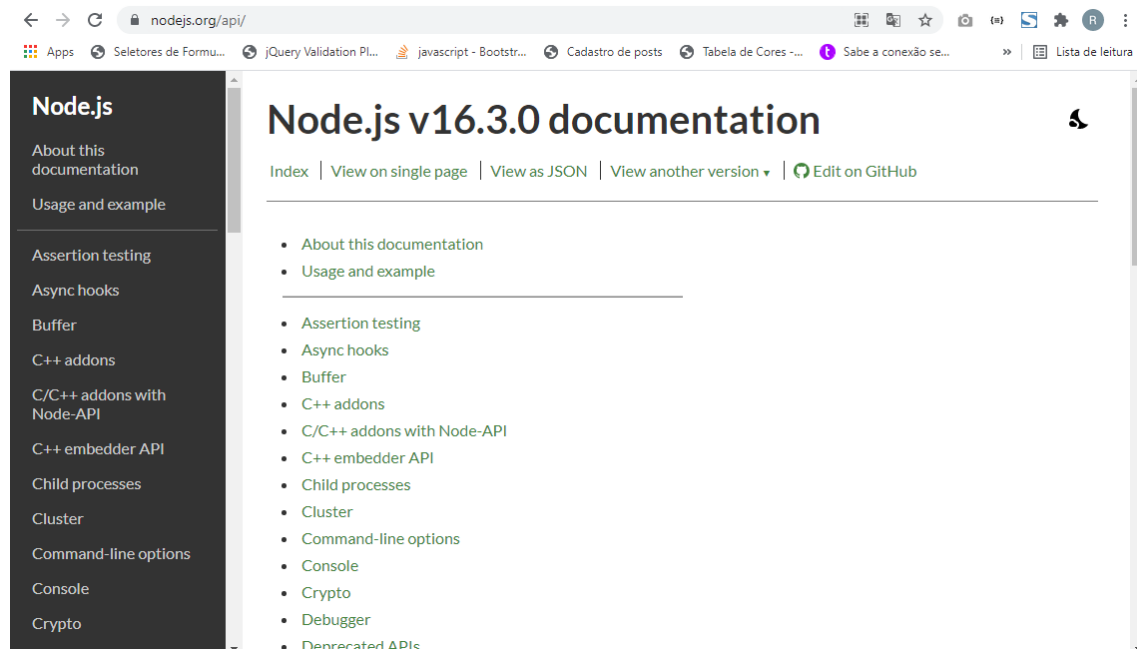 nodejs.org/api/
R
Apps Seletores de Formu... jQuery Validation Pl... javascript - Bootstr... Cadastro de posts Tabela de Cores -... t Sabe a conexão se... » Lista de leitura
Node.js
About this
documentation
Usage and example
Assertion testing
Async hooks
Buffer
C++ addons
C/C++ addons with
Node-API
C++ embedder API
Child processes
Cluster
Command-line options
Console
Crypto
Node.js v16.3.0 documentation
Index | View on single page | View as JSON | View another version ▾ | Edit on GitHub
• About this documentation
• Usage and example
• Assertion testing
• Async hooks
• Buffer
• C++ addons
• C/C++ addons with Node-API
• C++ embedder API
• Child processes
• Cluster
• Command-line options
• Console
• Crypto
• Debugger
• Deprecated APIs